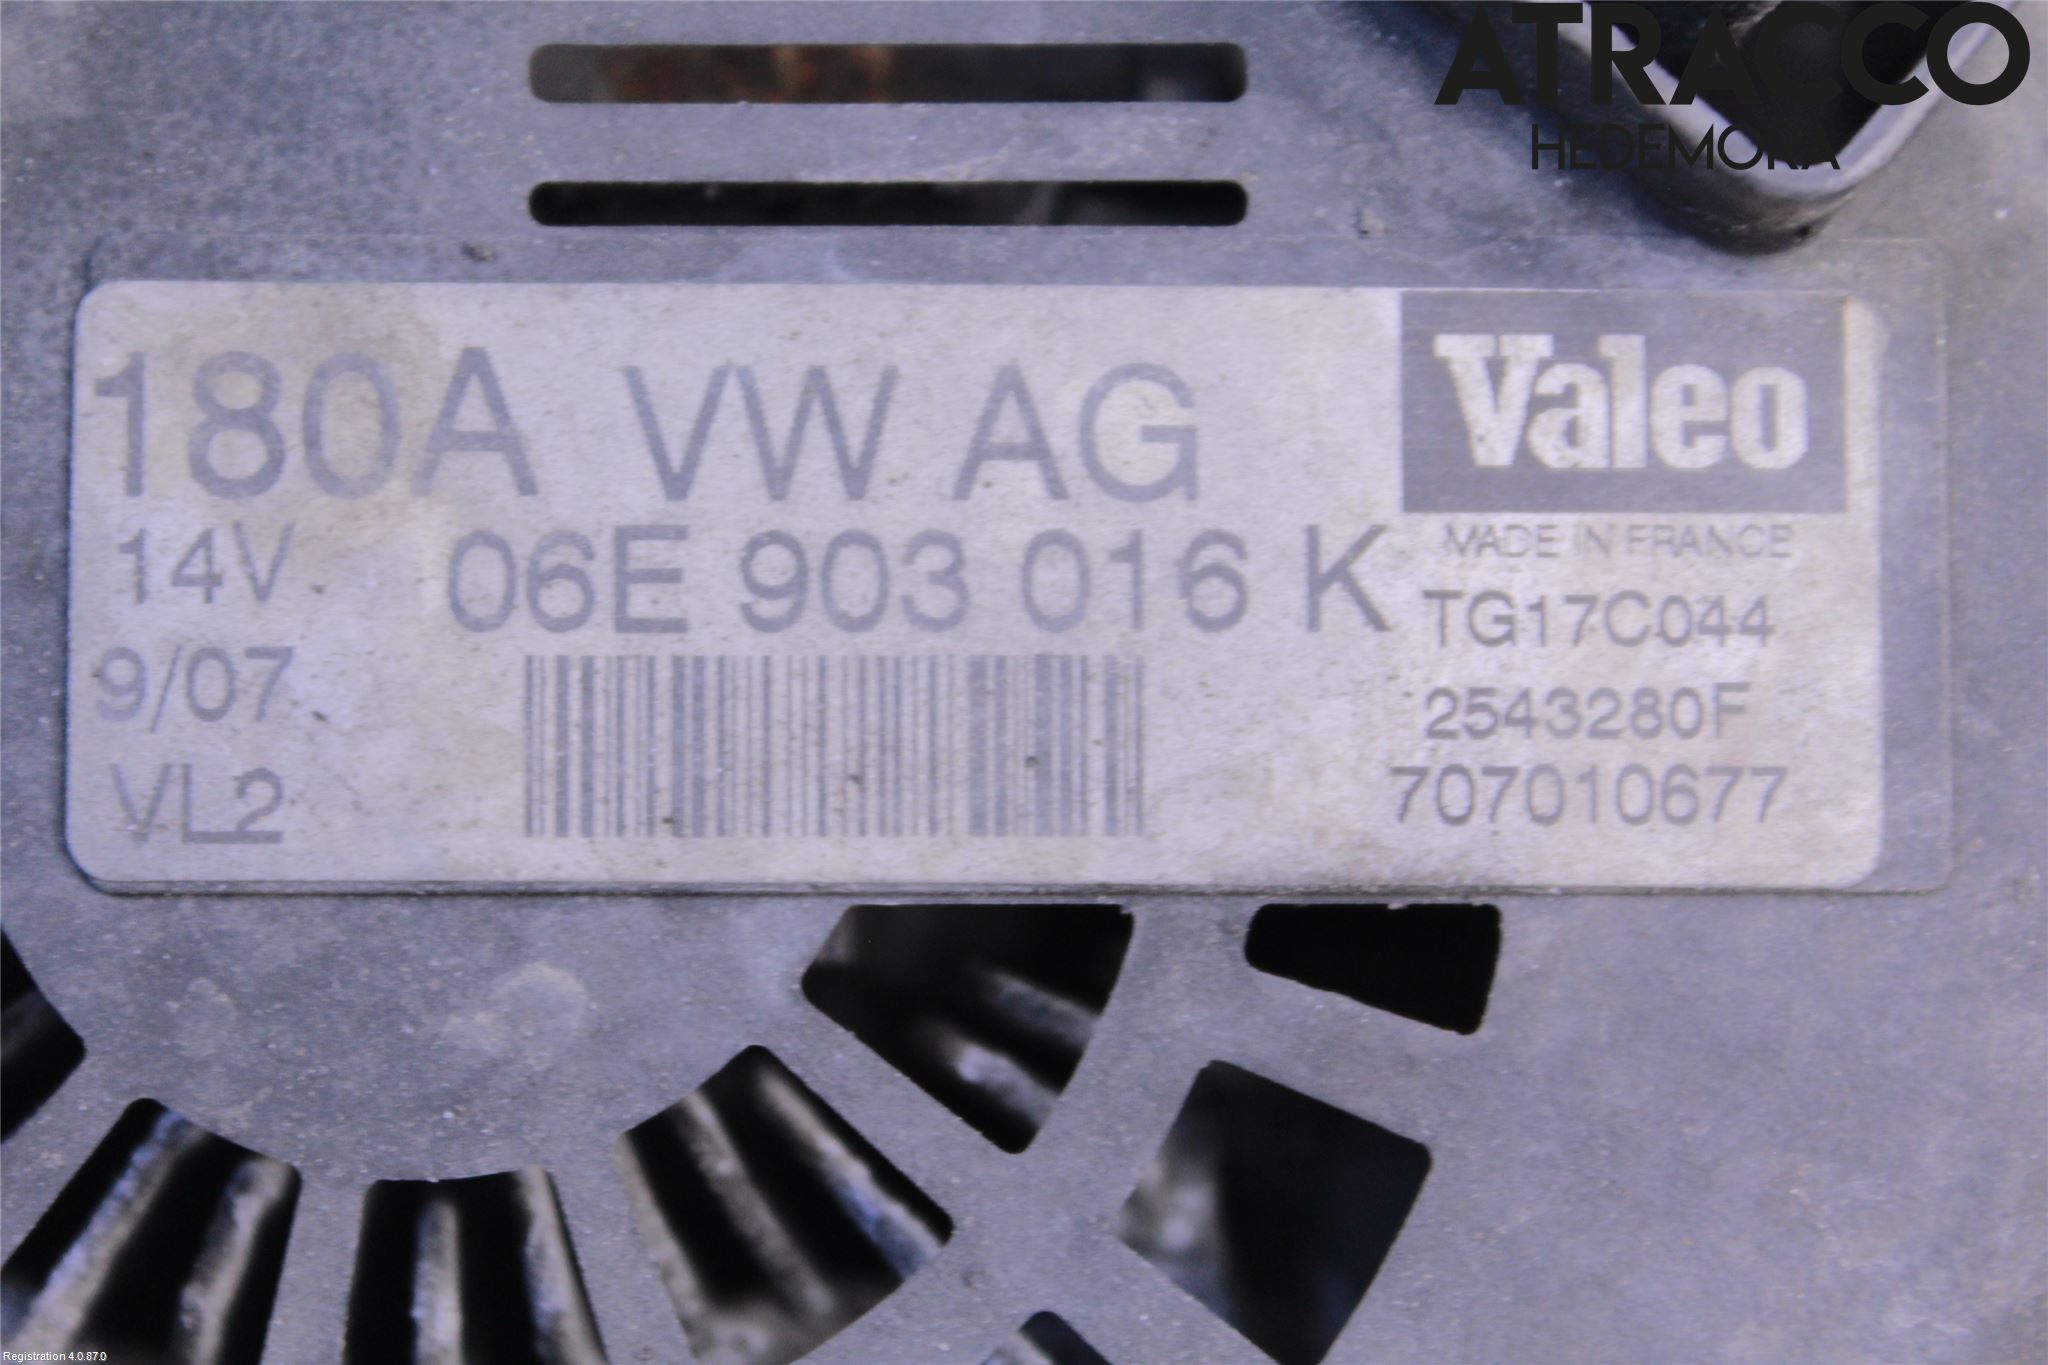 ATRACCO
HEDEMORA
180A VW AG
Valeo
14V
06E 903 016 K
MADE IN FRANCE
TG17C044
9/07
2543280F
VL2
707010677
Registration 4.0.87.0